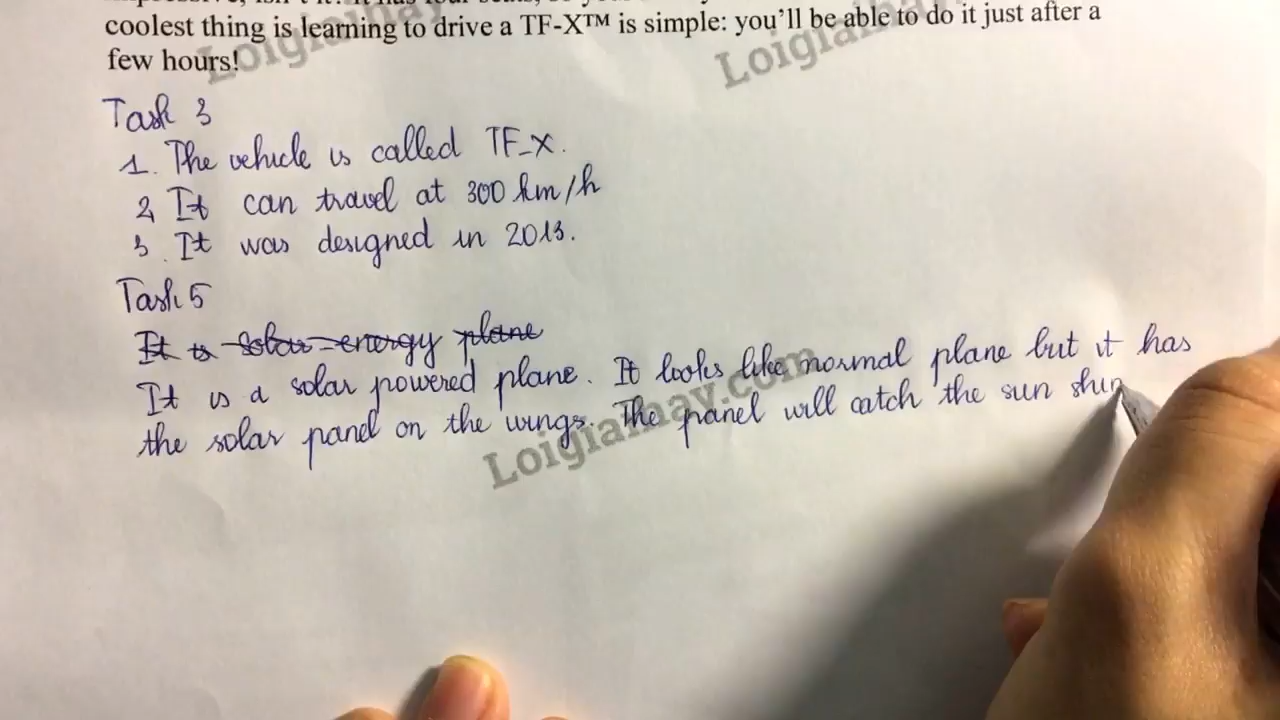 coolest thing is learning to drive a TF-X™ is simple: you'll be able to do it just after a
few hours!
Task 3
1. The vehicle is called TF-X.
2, It can travel at 300 km/h
3. It was designed in 2013.
Task 5
It is solar-energy plane
It is a solar powered plane. It looks like normal plane but it has
the solar panel on the wings. The panel will catch the sun shin
Loigiaihay.com